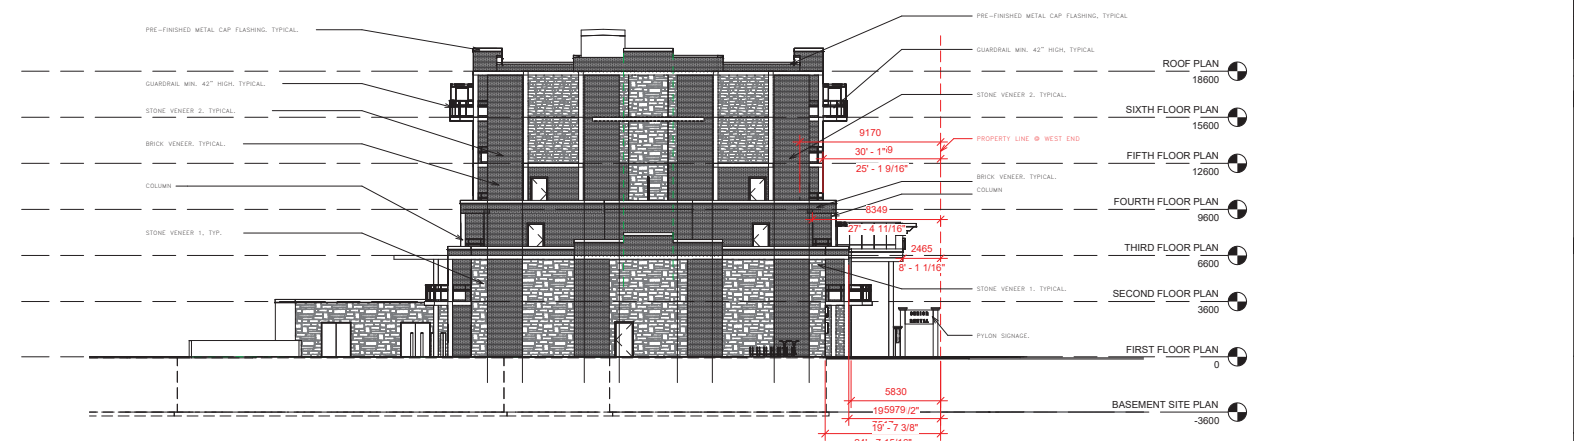 PRE-FINISHED METAL CAP FLASHING, TYPICAL.
GUARDRAIL MIN. 42" HIGH, TYPICAL.
STONE VENEER 2, TYPICAL.
BRICK VENEER, TYPICAL.
COLUMN
STONE VENEER 1, TYP.
PRE-FINISHED METAL CAP FLASHING, TYPICAL
GUARDRAIL MIN. 42" HIGH, TYPICAL
STONE VENEER 2, TYPICAL.
PROPERTY LINE @ WEST END
BRICK VENEER, TYPICAL.
COLUMN
STONE VENEER 1, TYPICAL.
PYLON SIGNAGE.
9170
30' - 1"
25' - 1 9/16"
8349
27' - 4 11/16"
2465
8' - 1 1/16"
5830
5979
19' - 7 3/8"
ROOF PLAN
18600
SIXTH FLOOR PLAN
15600
FIFTH FLOOR PLAN
12600
FOURTH FLOOR PLAN
9600
THIRD FLOOR PLAN
6600
SECOND FLOOR PLAN
3600
FIRST FLOOR PLAN
0
BASEMENT SITE PLAN
-3600